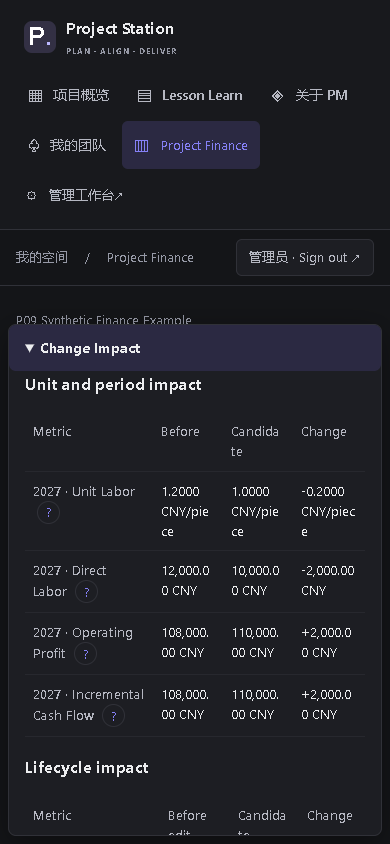 P.
Project Station
PLAN · ALIGN · DELIVER
项目概览 Lesson Learn 关于 PM
我的团队 Project Finance
管理工作台↗
我的空间 / Project Finance 管理员 · Sign out ↗
P09 Synthetic Finance Example
▼ Change Impact
Unit and period impact
Metric Before Candida
te Change
2027 · Unit Labor
? 1.2000
CNY/pie
ce 1.0000
CNY/pie
ce -0.2000
CNY/piec
e
2027 · Direct
Labor ? 12,000.0
0 CNY 10,000.0
0 CNY -2,000.00
CNY
2027 · Operating
Profit ? 108,000.
00 CNY 110,000.
00 CNY +2,000.0
0 CNY
2027 · Incremental
Cash Flow ? 108,000.
00 CNY 110,000.
00 CNY +2,000.0
0 CNY
Lifecycle impact
Metric Before
edit Candida
te Change